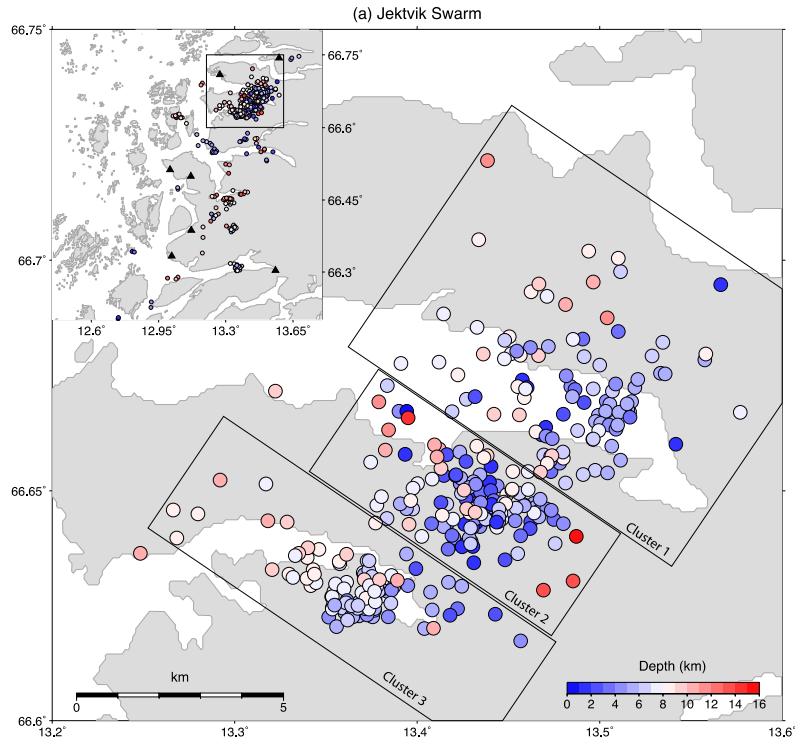 (a) Jektvik Swarm
66.75˚
66.75˚
66.6˚
66.45˚
66.3˚
12.6˚ 12.95˚ 13.3˚ 13.65˚
66.7˚
66.65˚
66.6˚
Cluster 1
Cluster 2
Cluster 3
km
0 5
Depth (km)
0 2 4 6 8 10 12 14 16
13.2˚ 13.3˚ 13.4˚ 13.5˚ 13.6˚